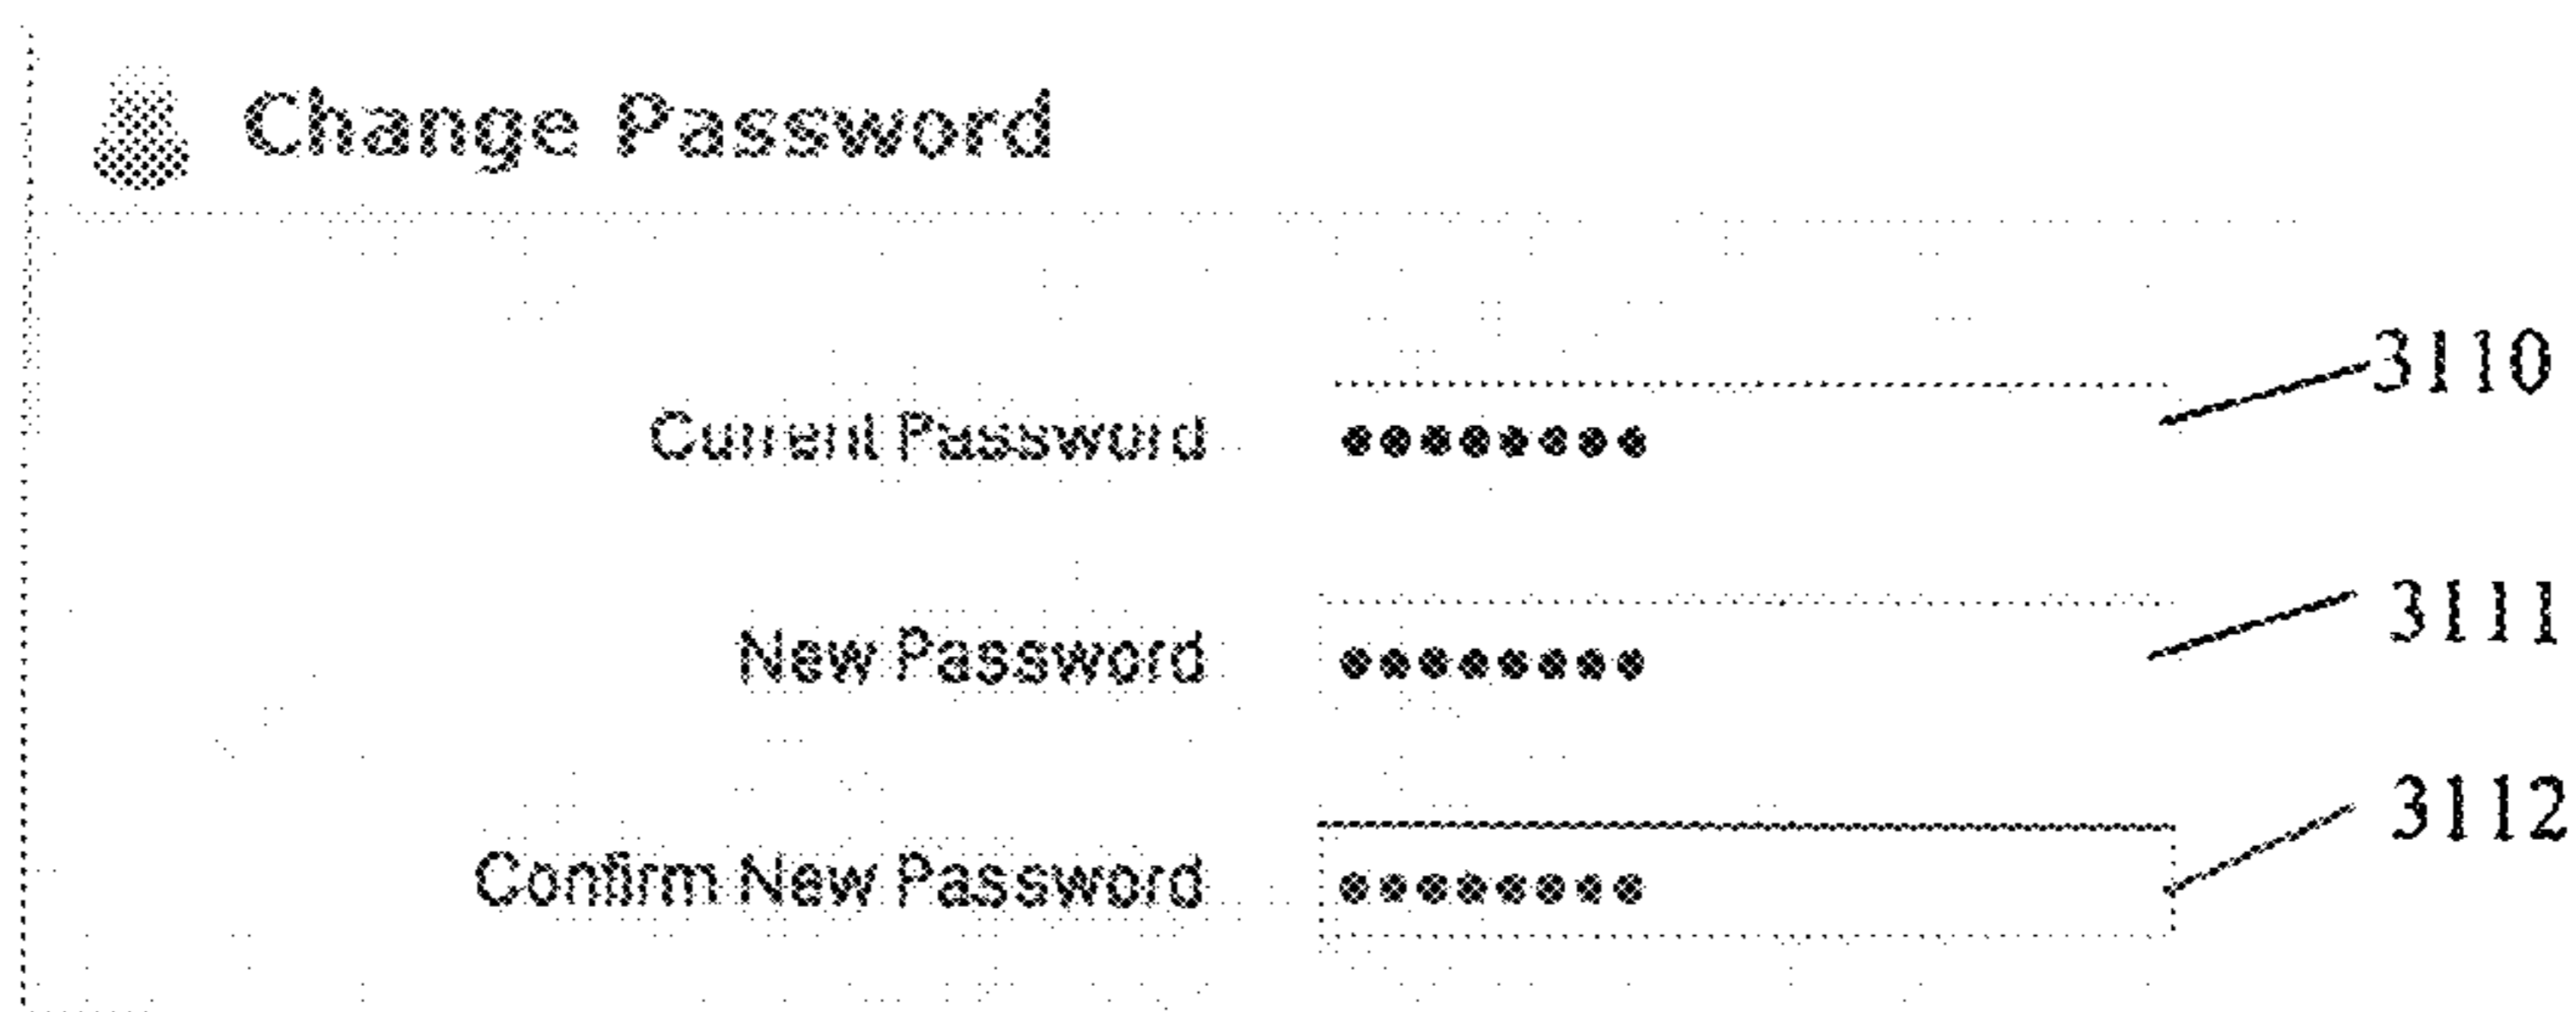 Change Password
Current Password ●●●●●●●● 3110
New Password ●●●●●●●● 3111
Confirm New Password ●●●●●●●● 3112